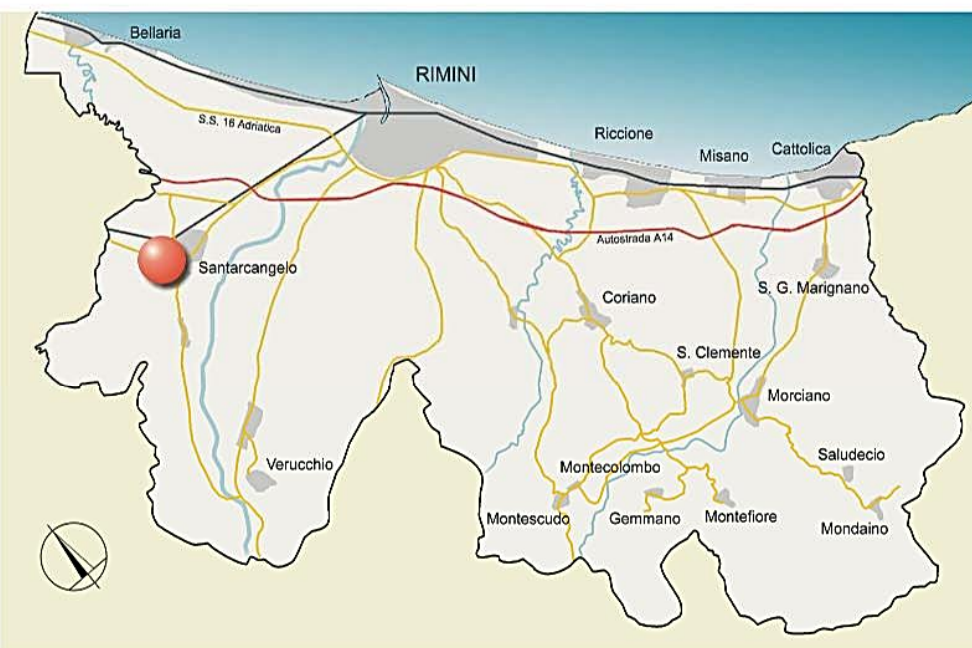 Bellaria
RIMINI
S.S. 16 Adriatica
Riccione
Misano
Cattolica
Autostrada A14
Santarcangelo
S. G. Marignano
Coriano
S. Clemente
Morciano
Saludecio
Verucchio
Montecolombo
Montescudo
Gemmano
Montefiore
Mondaino